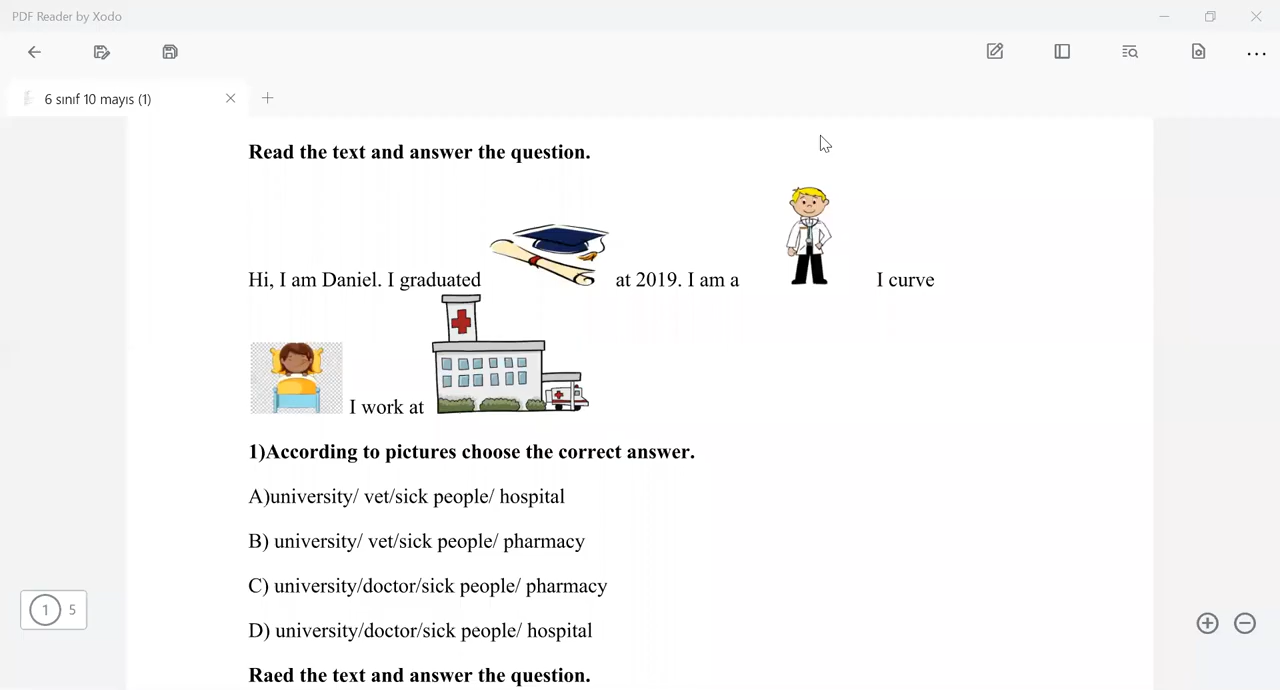 PDF Reader by Xodo
6 sınıf 10 mayıs (1)
Read the text and answer the question.
Hi, I am Daniel. I graduated at 2019. I am a I curve
I work at
1)According to pictures choose the correct answer.
A)university/ vet/sick people/ hospital
B) university/ vet/sick people/ pharmacy
C) university/doctor/sick people/ pharmacy
D) university/doctor/sick people/ hospital
1 5
Raed the text and answer the question.